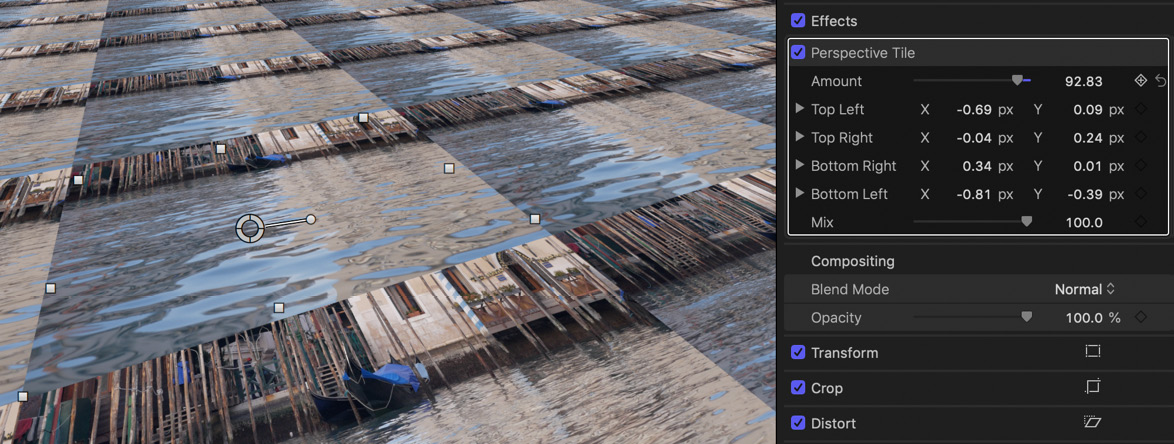 Effects
Perspective Tile
Amount 92.83
Top Left X -0.69 px Y 0.09 px
Top Right X -0.04 px Y 0.24 px
Bottom Right X 0.34 px Y 0.01 px
Bottom Left X -0.81 px Y -0.39 px
Mix 100.0
Compositing
Blend Mode Normal
Opacity 100.0 %
Transform
Crop
Distort